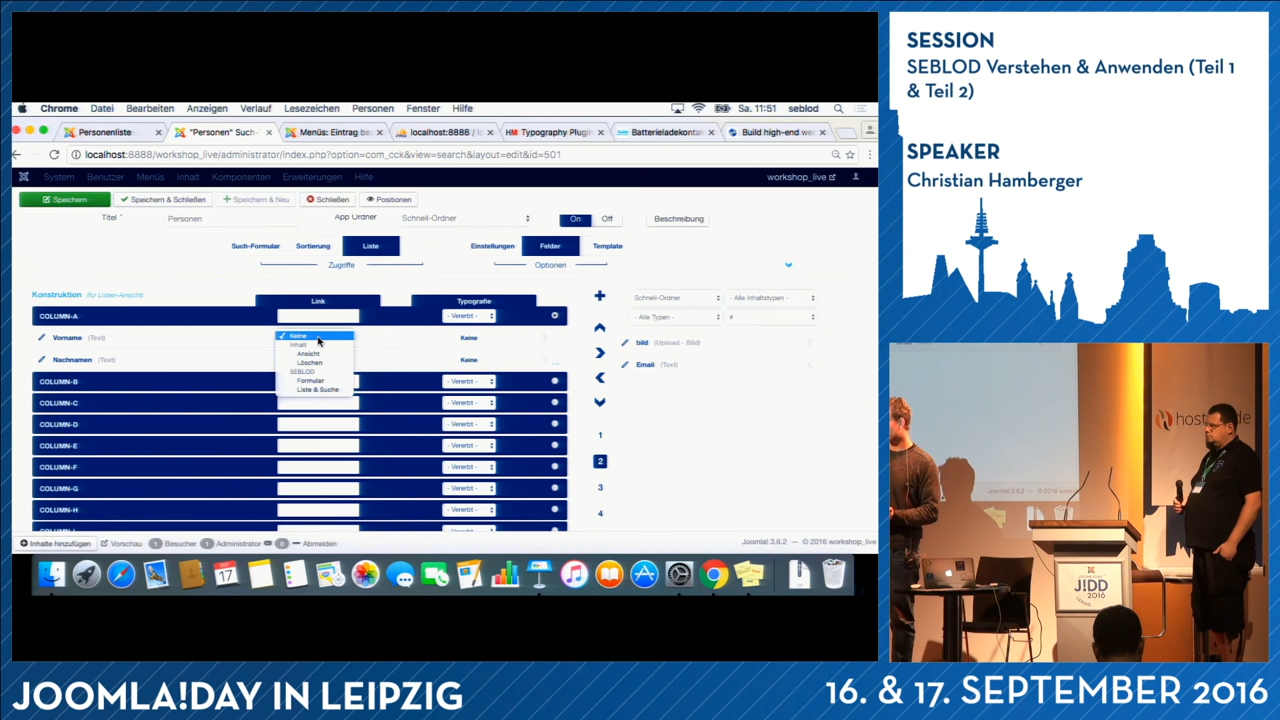 SESSION
SEBLOD Verstehen & Anwenden (Teil 1
& Teil 2)
SPEAKER
Christian Hamberger
Chrome Datei Bearbeiten Anzeigen Verlauf Lesezeichen Personen Fenster Hilfe Sa. 11:51 seblod
Personenliste "Personen" Such- Menüs: Eintrag be localhost:8888 / l HM Typography Plugin Batterieladekonta Build high-end we
localhost:8888/workshop_live/administrator/index.php?option=com_cck&view=search&layout=edit&id=501
System Benutzer Menüs Inhalt Komponenten Erweiterungen Hilfe workshop_live
Speichern Speichern & Schließen Speichern & Neu Schließen Positionen
Titel * Personen App Ordner Schnell-Ordner On Off Beschreibung
Such-Formular Sortierung Liste Einstellungen Felder Template
Zugriffe Optionen
Konstruktion (für Listen-Ansicht) Link Typografie
Schnell-Ordner - Alle Inhaltstypen -
COLUMN-A - Vererbt -
- Alle Typen - #
Vorname (Text) Keine
Keine
Inhalt
Ansicht
Löschen
SEBLOD
Formular
Liste & Suche
bild (Upload - Bild)
Nachnamen (Text) Keine ...
Email (Text)
COLUMN-B - Vererbt -
COLUMN-C - Vererbt -
COLUMN-D - Vererbt -
COLUMN-E - Vererbt -
COLUMN-F - Vererbt -
COLUMN-G - Vererbt -
COLUMN-H - Vererbt -
1
2
3
4
Inhalte hinzufügen Vorschau 1 Besucher 1 Administrator 0 Abmelden Joomla! 3.6.2 — © 2016 workshop_live
17
host
de
J!DD
2016
LEIPZIG
JOOMLA!DAY IN LEIPZIG
16. & 17. SEPTEMBER 2016